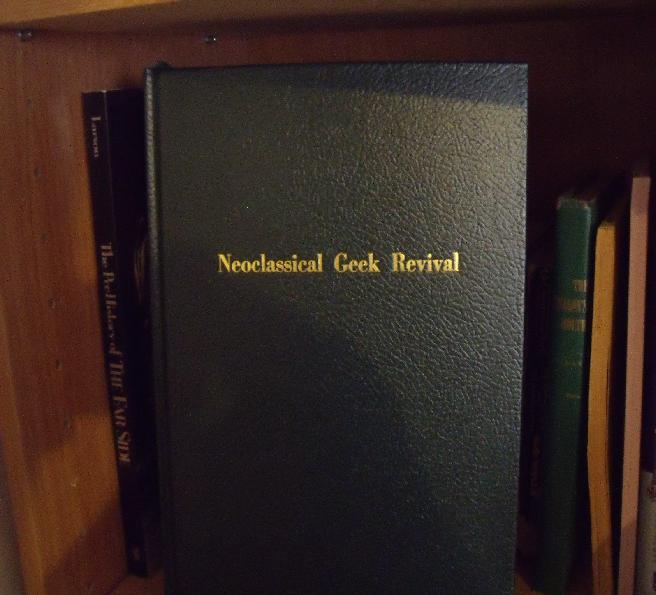 Larson
The PreHistory of THE FAR SIDE
Neoclassical Geek Revival